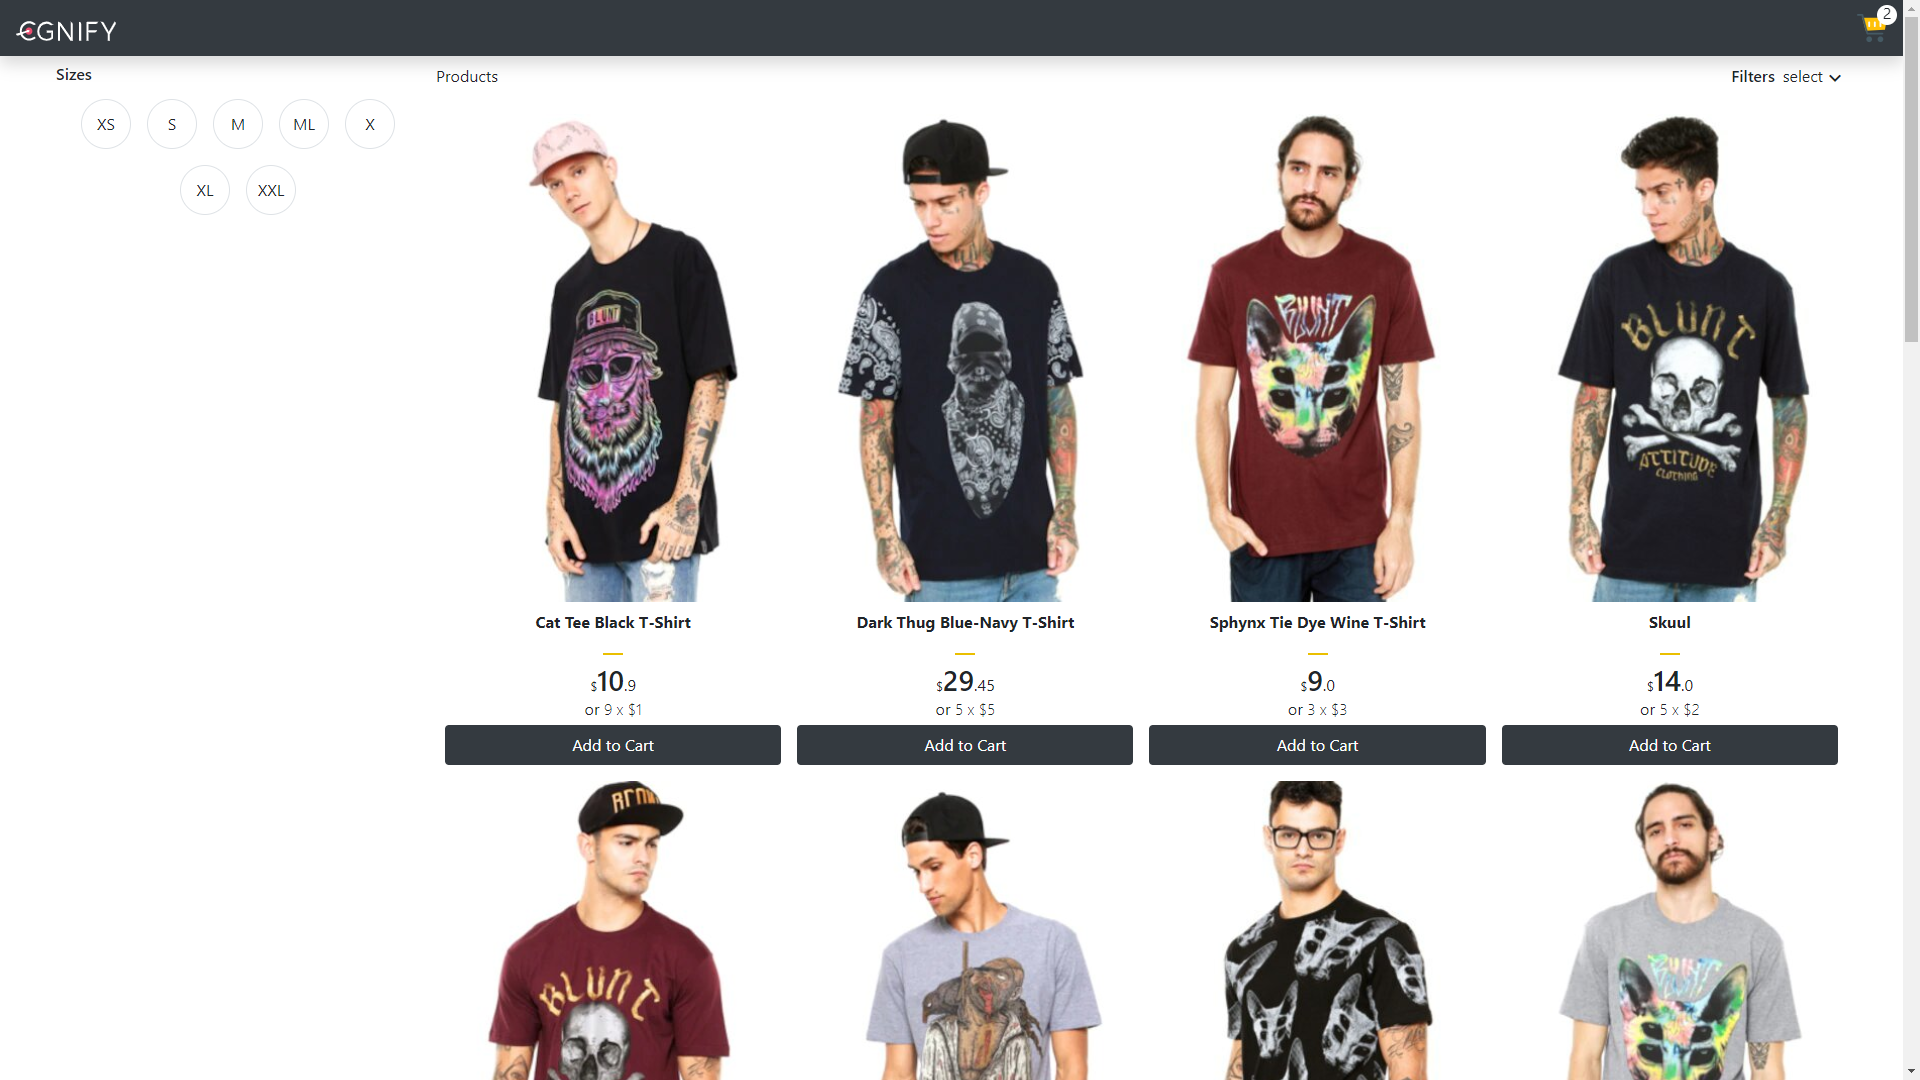 CGNIFY
2
Sizes
Products
Filters select
XS S M ML X
XL XXL
BLUNT
BLUNT
BLUNT
ATTITUDE
CLOTHING
Cat Tee Black T-Shirt
Dark Thug Blue-Navy T-Shirt
Sphynx Tie Dye Wine T-Shirt
Skuul
$10.9
$29.45
$9.0
$14.0
or 9 x $1
or 5 x $5
or 3 x $3
or 5 x $2
Add to Cart
Add to Cart
Add to Cart
Add to Cart
BLUNT
BLUNT